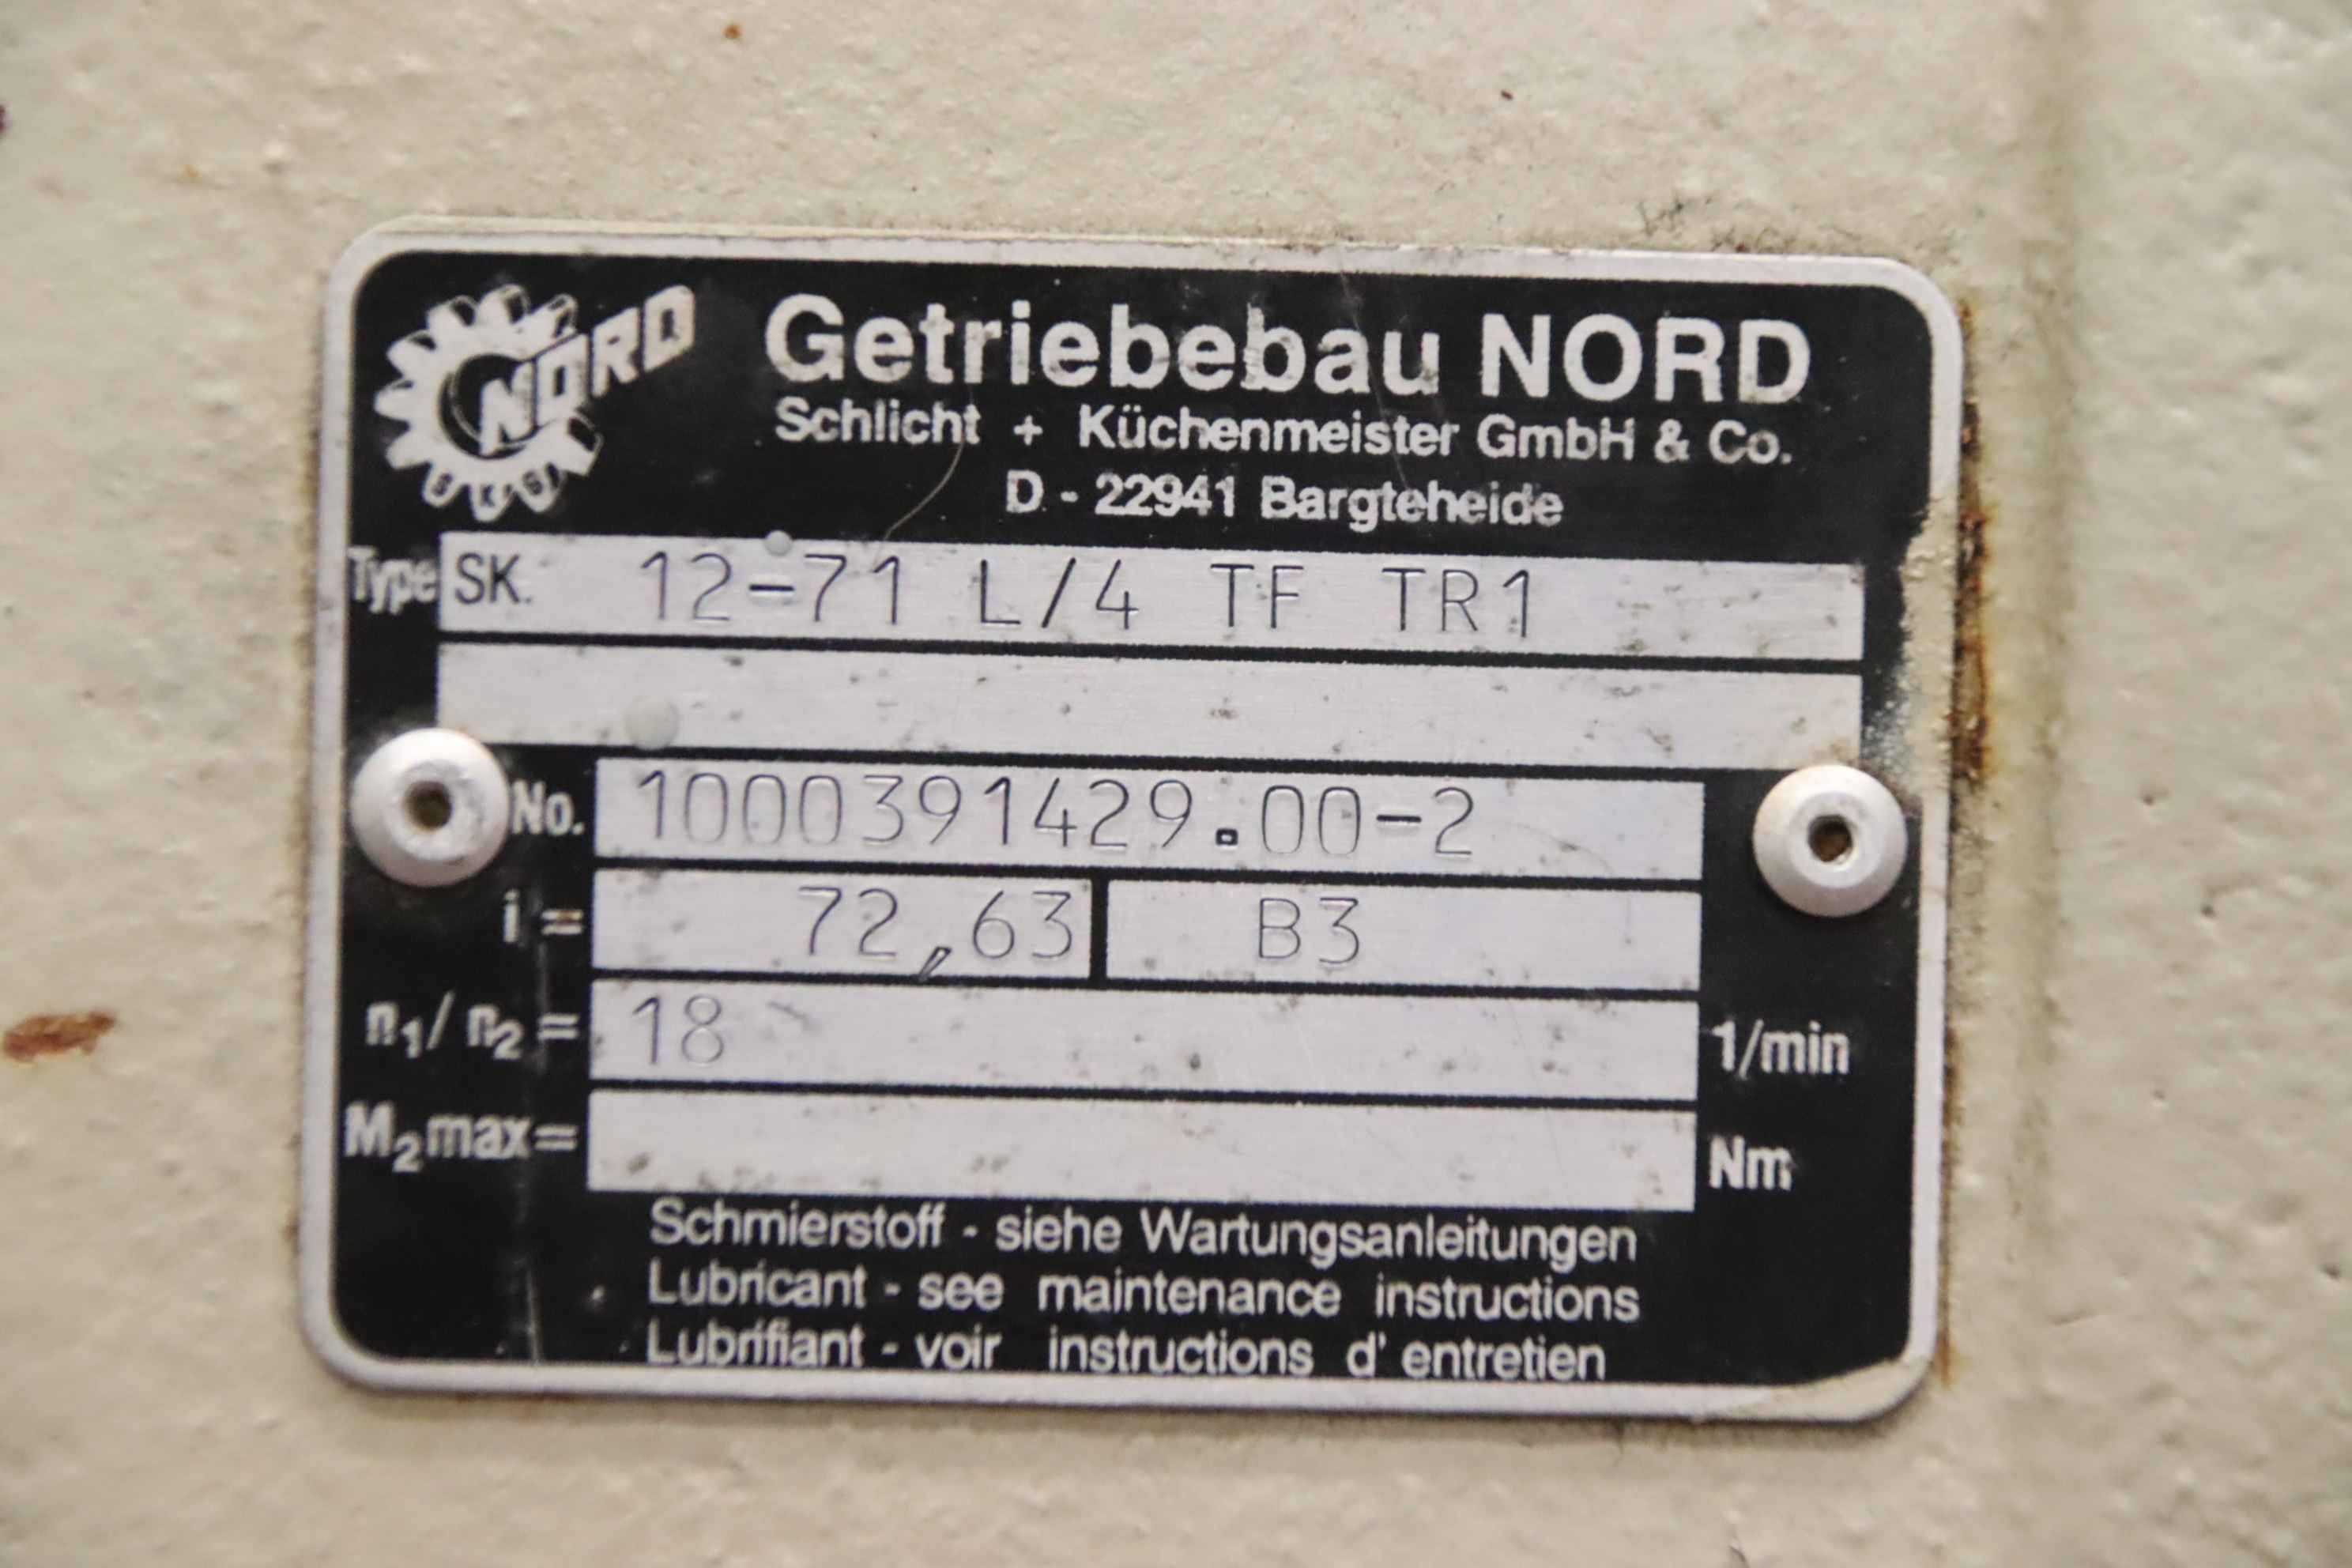 NORD
SKG
Getriebebau NORD
Schlicht + Küchenmeister GmbH & Co.
D - 22941 Bargteheide
Type SK. 12-71 L/4 TF TR1
No. 1000391429.00-2
i = 72,63 B3
n1/ n2 = 18 1/min
M2max= Nm
Schmierstoff - siehe Wartungsanleitungen
Lubricant - see maintenance instructions
Lubrifiant - voir instructions d' entretien